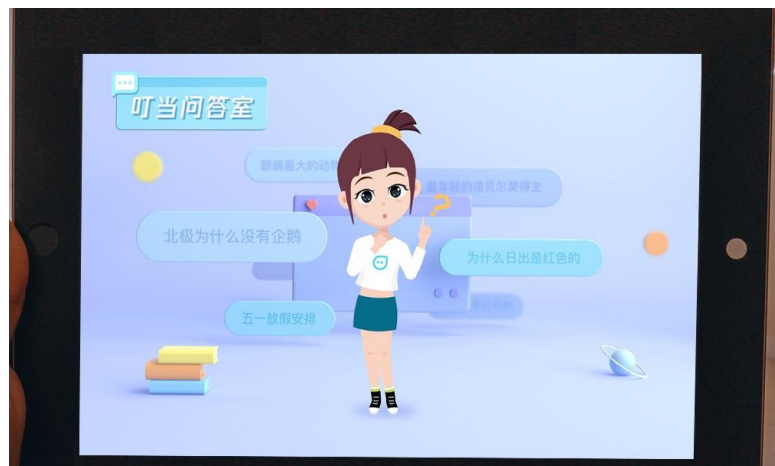 叮当问答室
眼睛最大的动物
最年轻的诺贝尔奖得主
北极为什么没有企鹅
为什么日出是红色的
五一放假安排